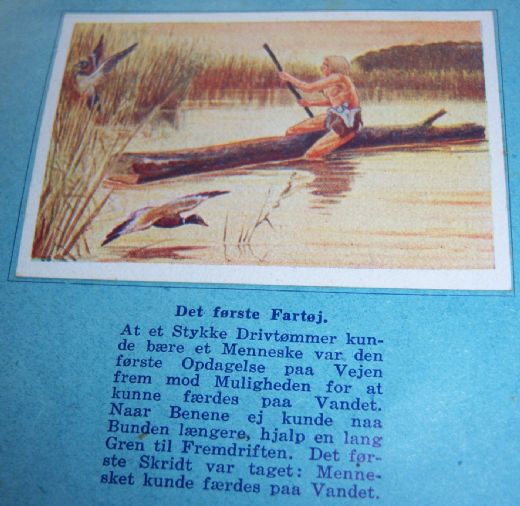 Det første Fartøj.
At et Stykke Drivtømmer kun-
de bære et Menneske var den
første Opdagelse paa Vejen
frem mod Muligheden for at
kunne færdes paa Vandet.
Naar Benene ej kunde naa
Bunden længere, hjalp en lang
Gren til Fremdriften. Det før-
ste Skridt var taget: Menne-
sket kunde færdes paa Vandet.